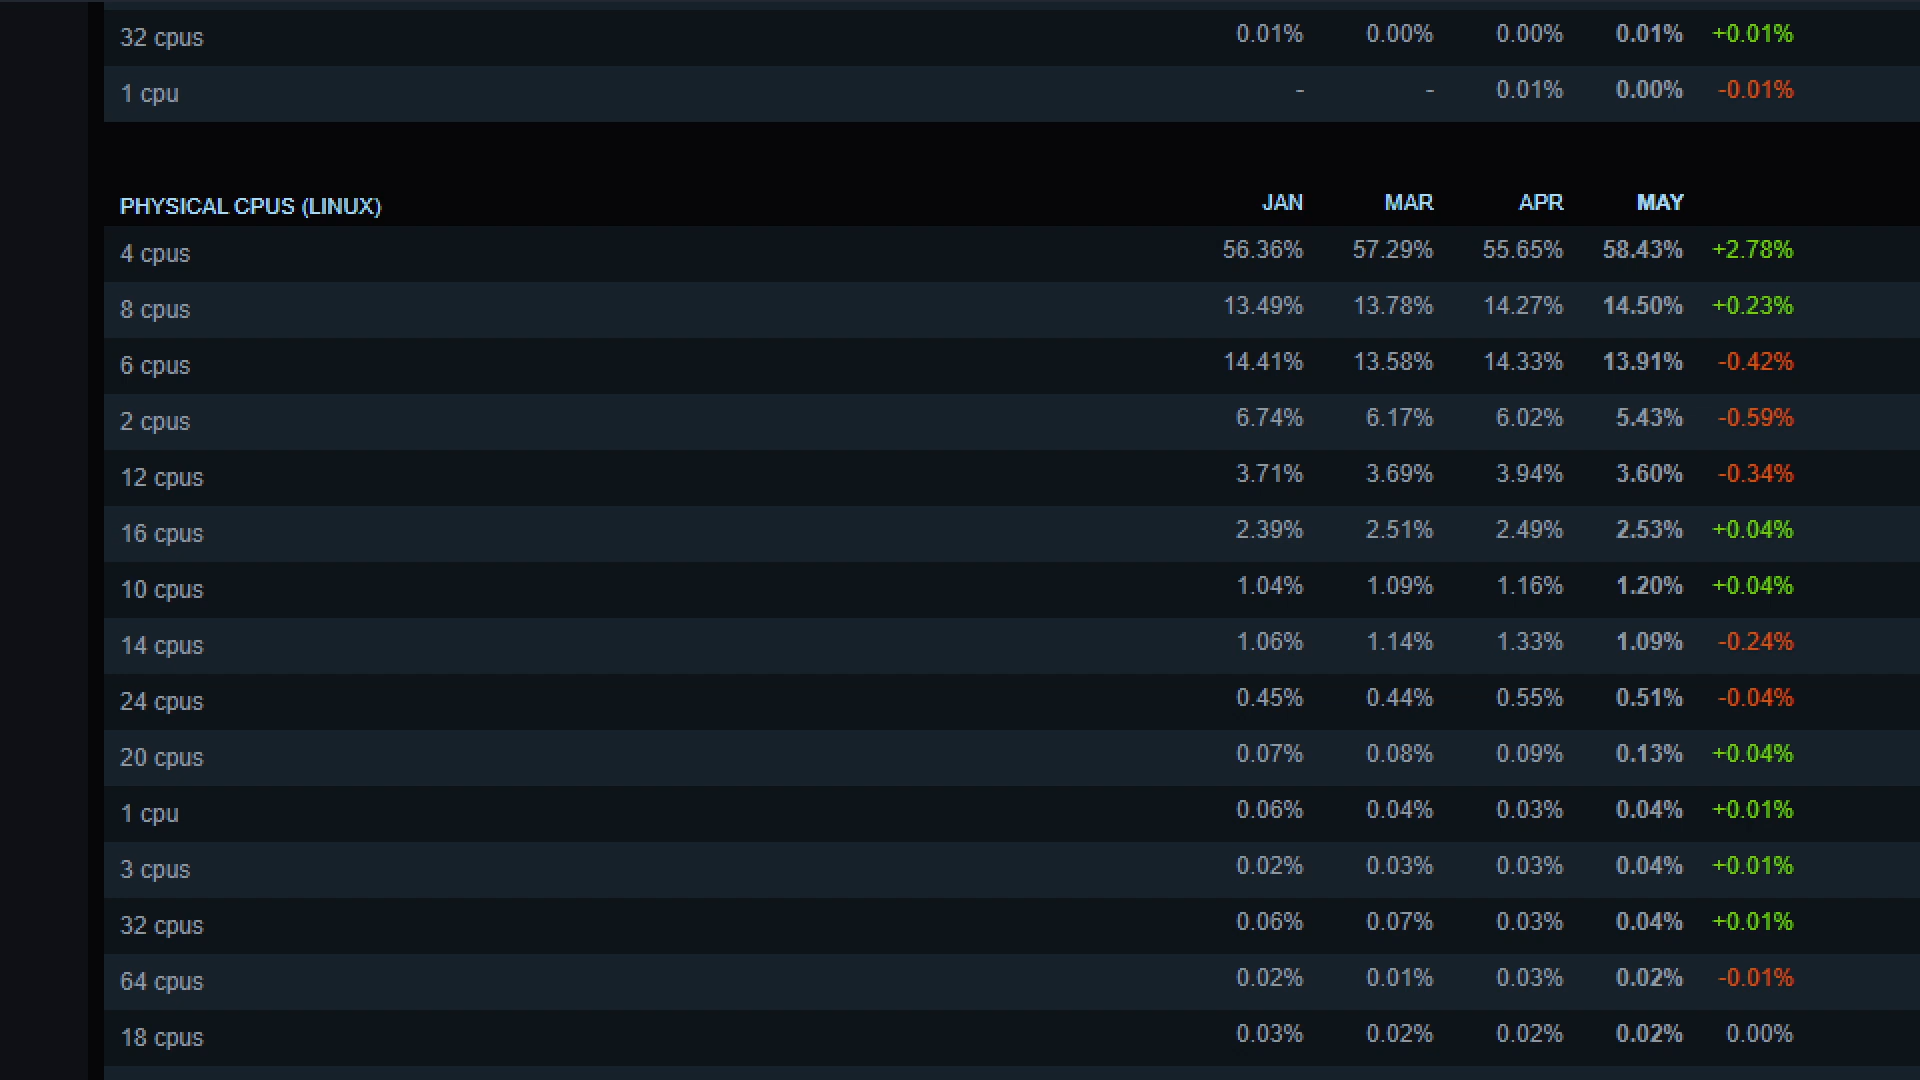 32 cpus 0.01% 0.00% 0.00% 0.01% +0.01%
1 cpu - - 0.01% 0.00% -0.01%
PHYSICAL CPUS (LINUX) JAN MAR APR MAY
4 cpus 56.36% 57.29% 55.65% 58.43% +2.78%
8 cpus 13.49% 13.78% 14.27% 14.50% +0.23%
6 cpus 14.41% 13.58% 14.33% 13.91% -0.42%
2 cpus 6.74% 6.17% 6.02% 5.43% -0.59%
12 cpus 3.71% 3.69% 3.94% 3.60% -0.34%
16 cpus 2.39% 2.51% 2.49% 2.53% +0.04%
10 cpus 1.04% 1.09% 1.16% 1.20% +0.04%
14 cpus 1.06% 1.14% 1.33% 1.09% -0.24%
24 cpus 0.45% 0.44% 0.55% 0.51% -0.04%
20 cpus 0.07% 0.08% 0.09% 0.13% +0.04%
1 cpu 0.06% 0.04% 0.03% 0.04% +0.01%
3 cpus 0.02% 0.03% 0.03% 0.04% +0.01%
32 cpus 0.06% 0.07% 0.03% 0.04% +0.01%
64 cpus 0.02% 0.01% 0.03% 0.02% -0.01%
18 cpus 0.03% 0.02% 0.02% 0.02% 0.00%